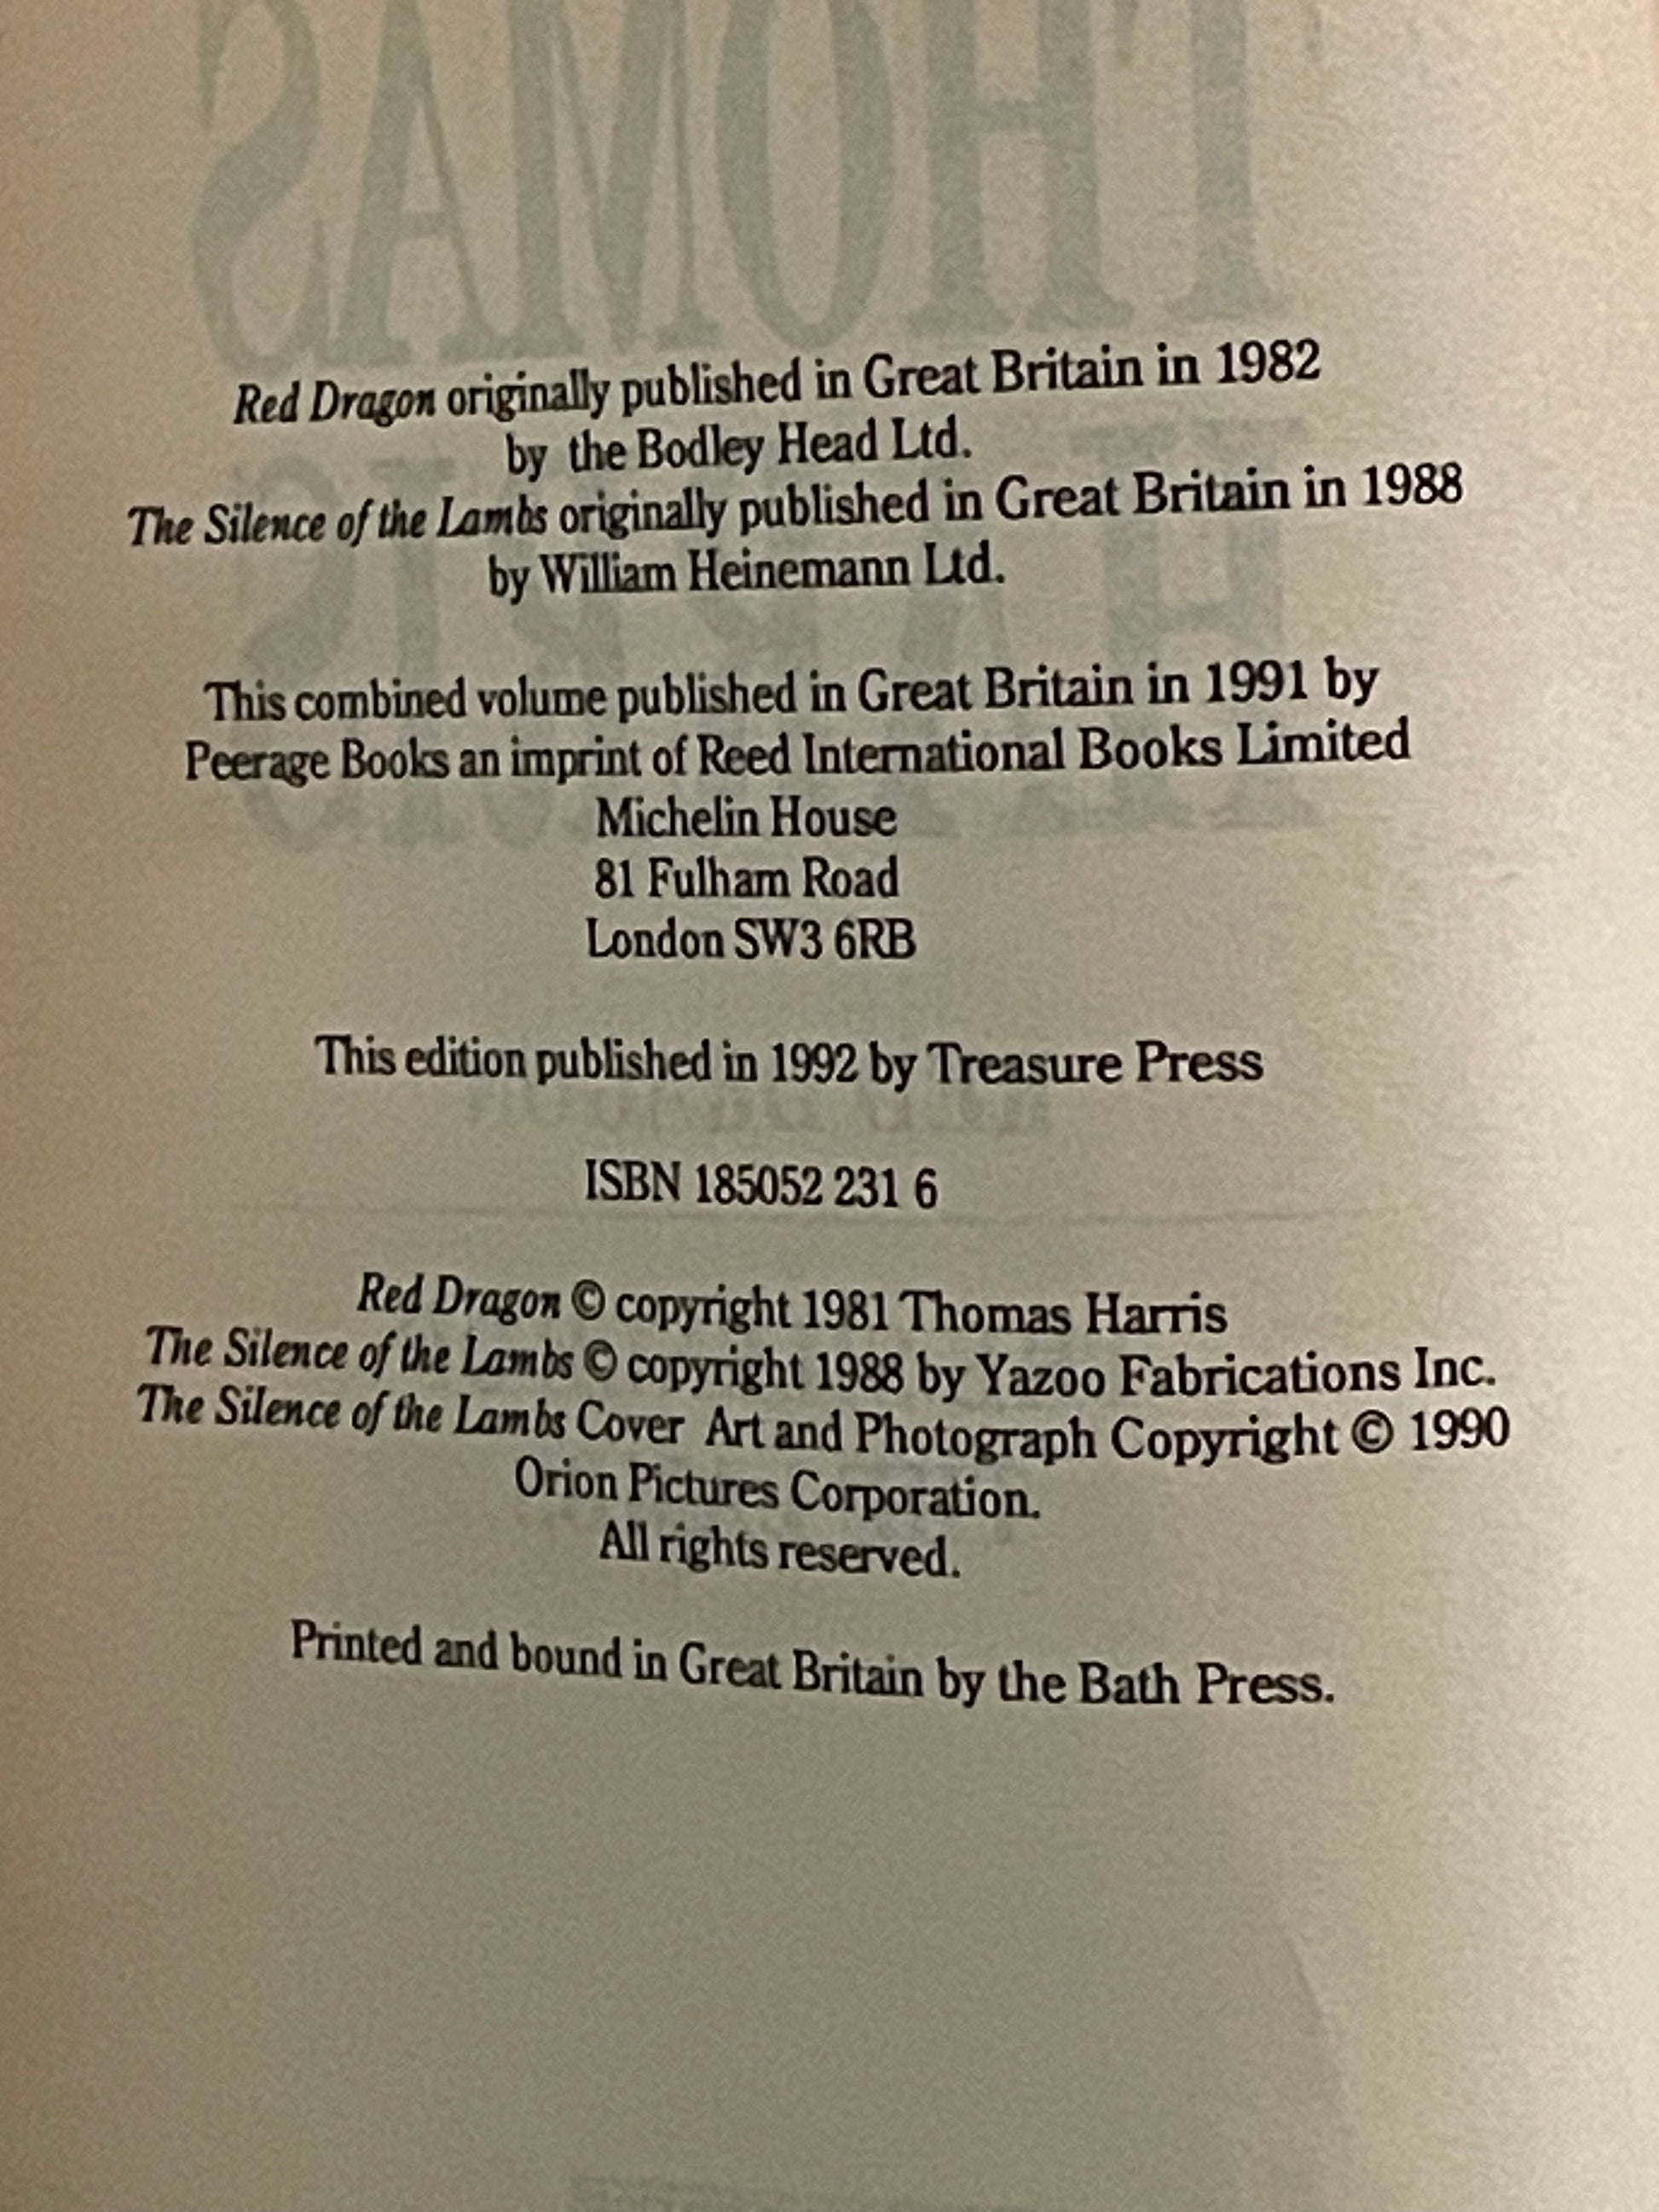 Red Dragon originally published in Great Britain in 1982
by the Bodley Head Ltd.
The Silence of the Lambs originally published in Great Britain in 1988
by William Heinemann Ltd.
This combined volume published in Great Britain in 1991 by
Peerage Books an imprint of Reed International Books Limited
Michelin House
81 Fulham Road
London SW3 6RB
This edition published in 1992 by Treasure Press
ISBN 185052 231 6
Red Dragon © copyright 1981 Thomas Harris
The Silence of the Lambs © copyright 1988 by Yazoo Fabrications Inc.
The Silence of the Lambs Cover Art and Photograph Copyright © 1990
Orion Pictures Corporation.
All rights reserved.
Printed and bound in Great Britain by the Bath Press.